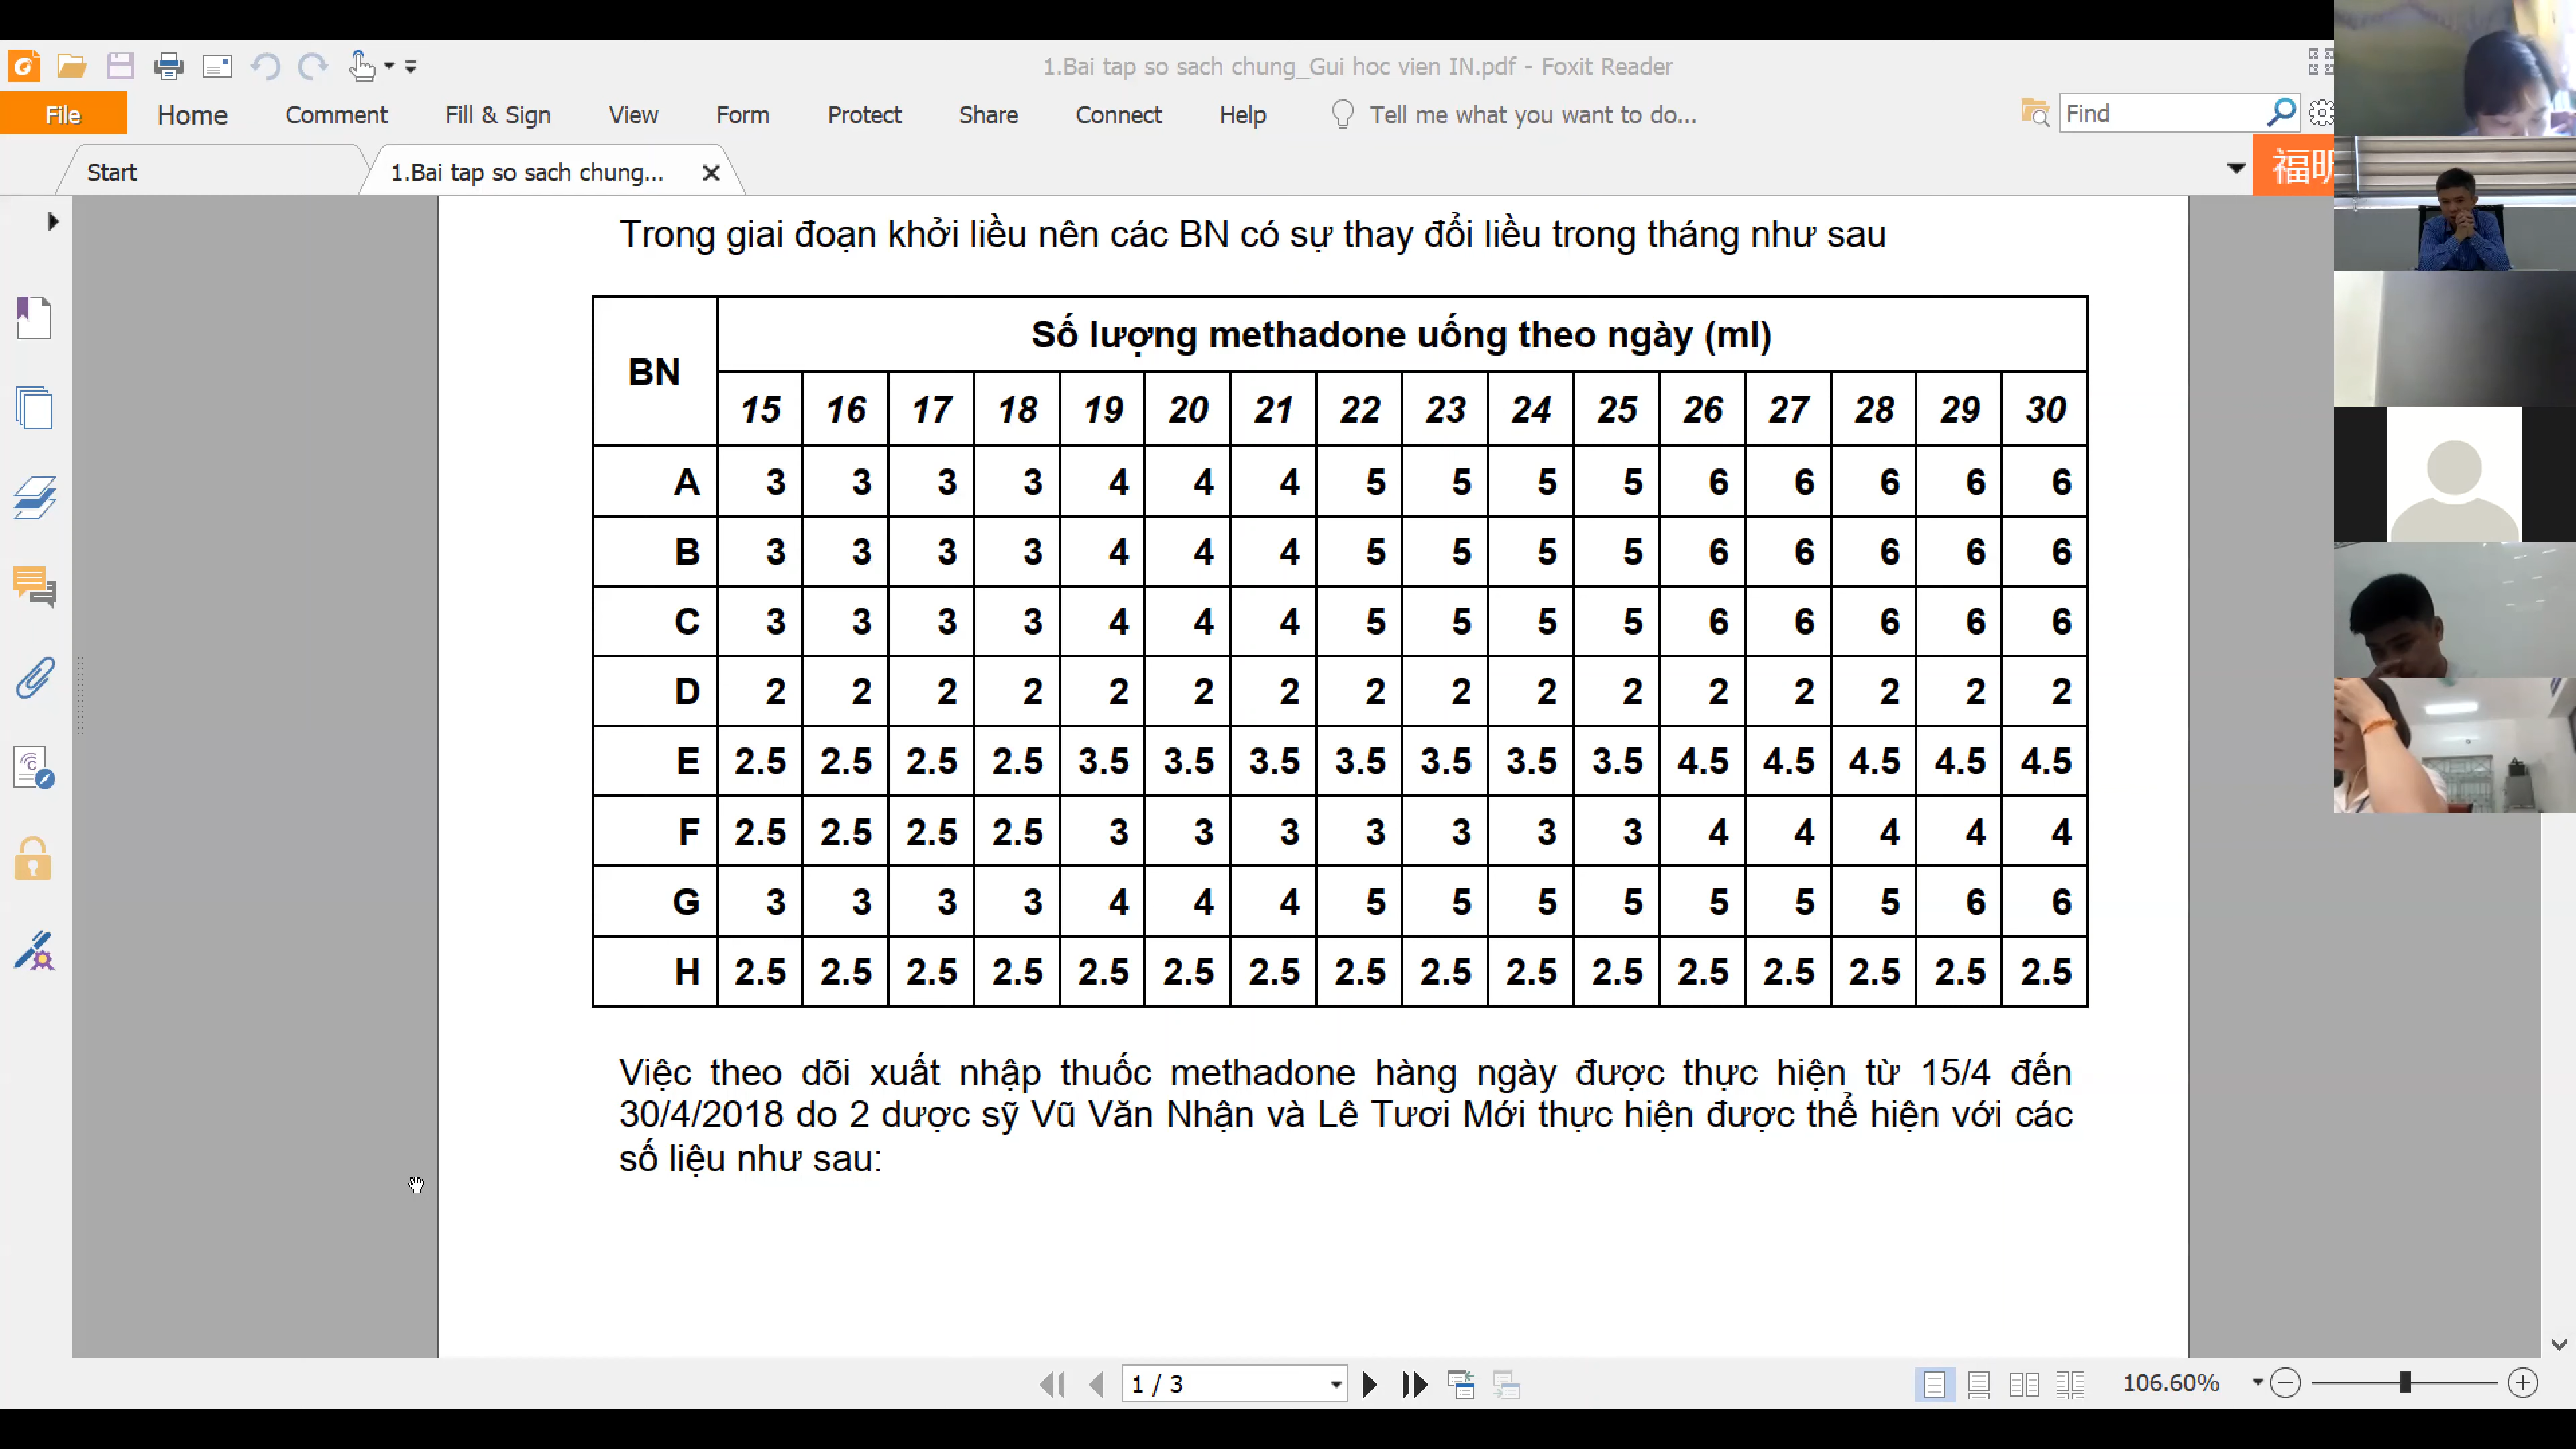 1.Bai tap so sach chung_Gui hoc vien IN.pdf - Foxit Reader
File Home Comment Fill & Sign View Form Protect Share Connect Help Tell me what you want to do... Find
Start 1.Bai tap so sach chung...
Trong giai đoạn khởi liều nên các BN có sự thay đổi liều trong tháng như sau
BN Số lượng methadone uống theo ngày (ml)
15 16 17 18 19 20 21 22 23 24 25 26 27 28 29 30
A 3 3 3 3 4 4 4 5 5 5 5 6 6 6 6 6
B 3 3 3 3 4 4 4 5 5 5 5 6 6 6 6 6
C 3 3 3 3 4 4 4 5 5 5 5 6 6 6 6 6
D 2 2 2 2 2 2 2 2 2 2 2 2 2 2 2 2
E 2.5 2.5 2.5 2.5 3.5 3.5 3.5 3.5 3.5 3.5 3.5 4.5 4.5 4.5 4.5 4.5
F 2.5 2.5 2.5 2.5 3 3 3 3 3 3 3 4 4 4 4 4
G 3 3 3 3 4 4 4 5 5 5 5 5 5 5 6 6
H 2.5 2.5 2.5 2.5 2.5 2.5 2.5 2.5 2.5 2.5 2.5 2.5 2.5 2.5 2.5 2.5
Việc theo dõi xuất nhập thuốc methadone hàng ngày được thực hiện từ 15/4 đến
30/4/2018 do 2 dược sỹ Vũ Văn Nhận và Lê Tươi Mới thực hiện được thể hiện với các
số liệu như sau:
1 / 3 106.60%